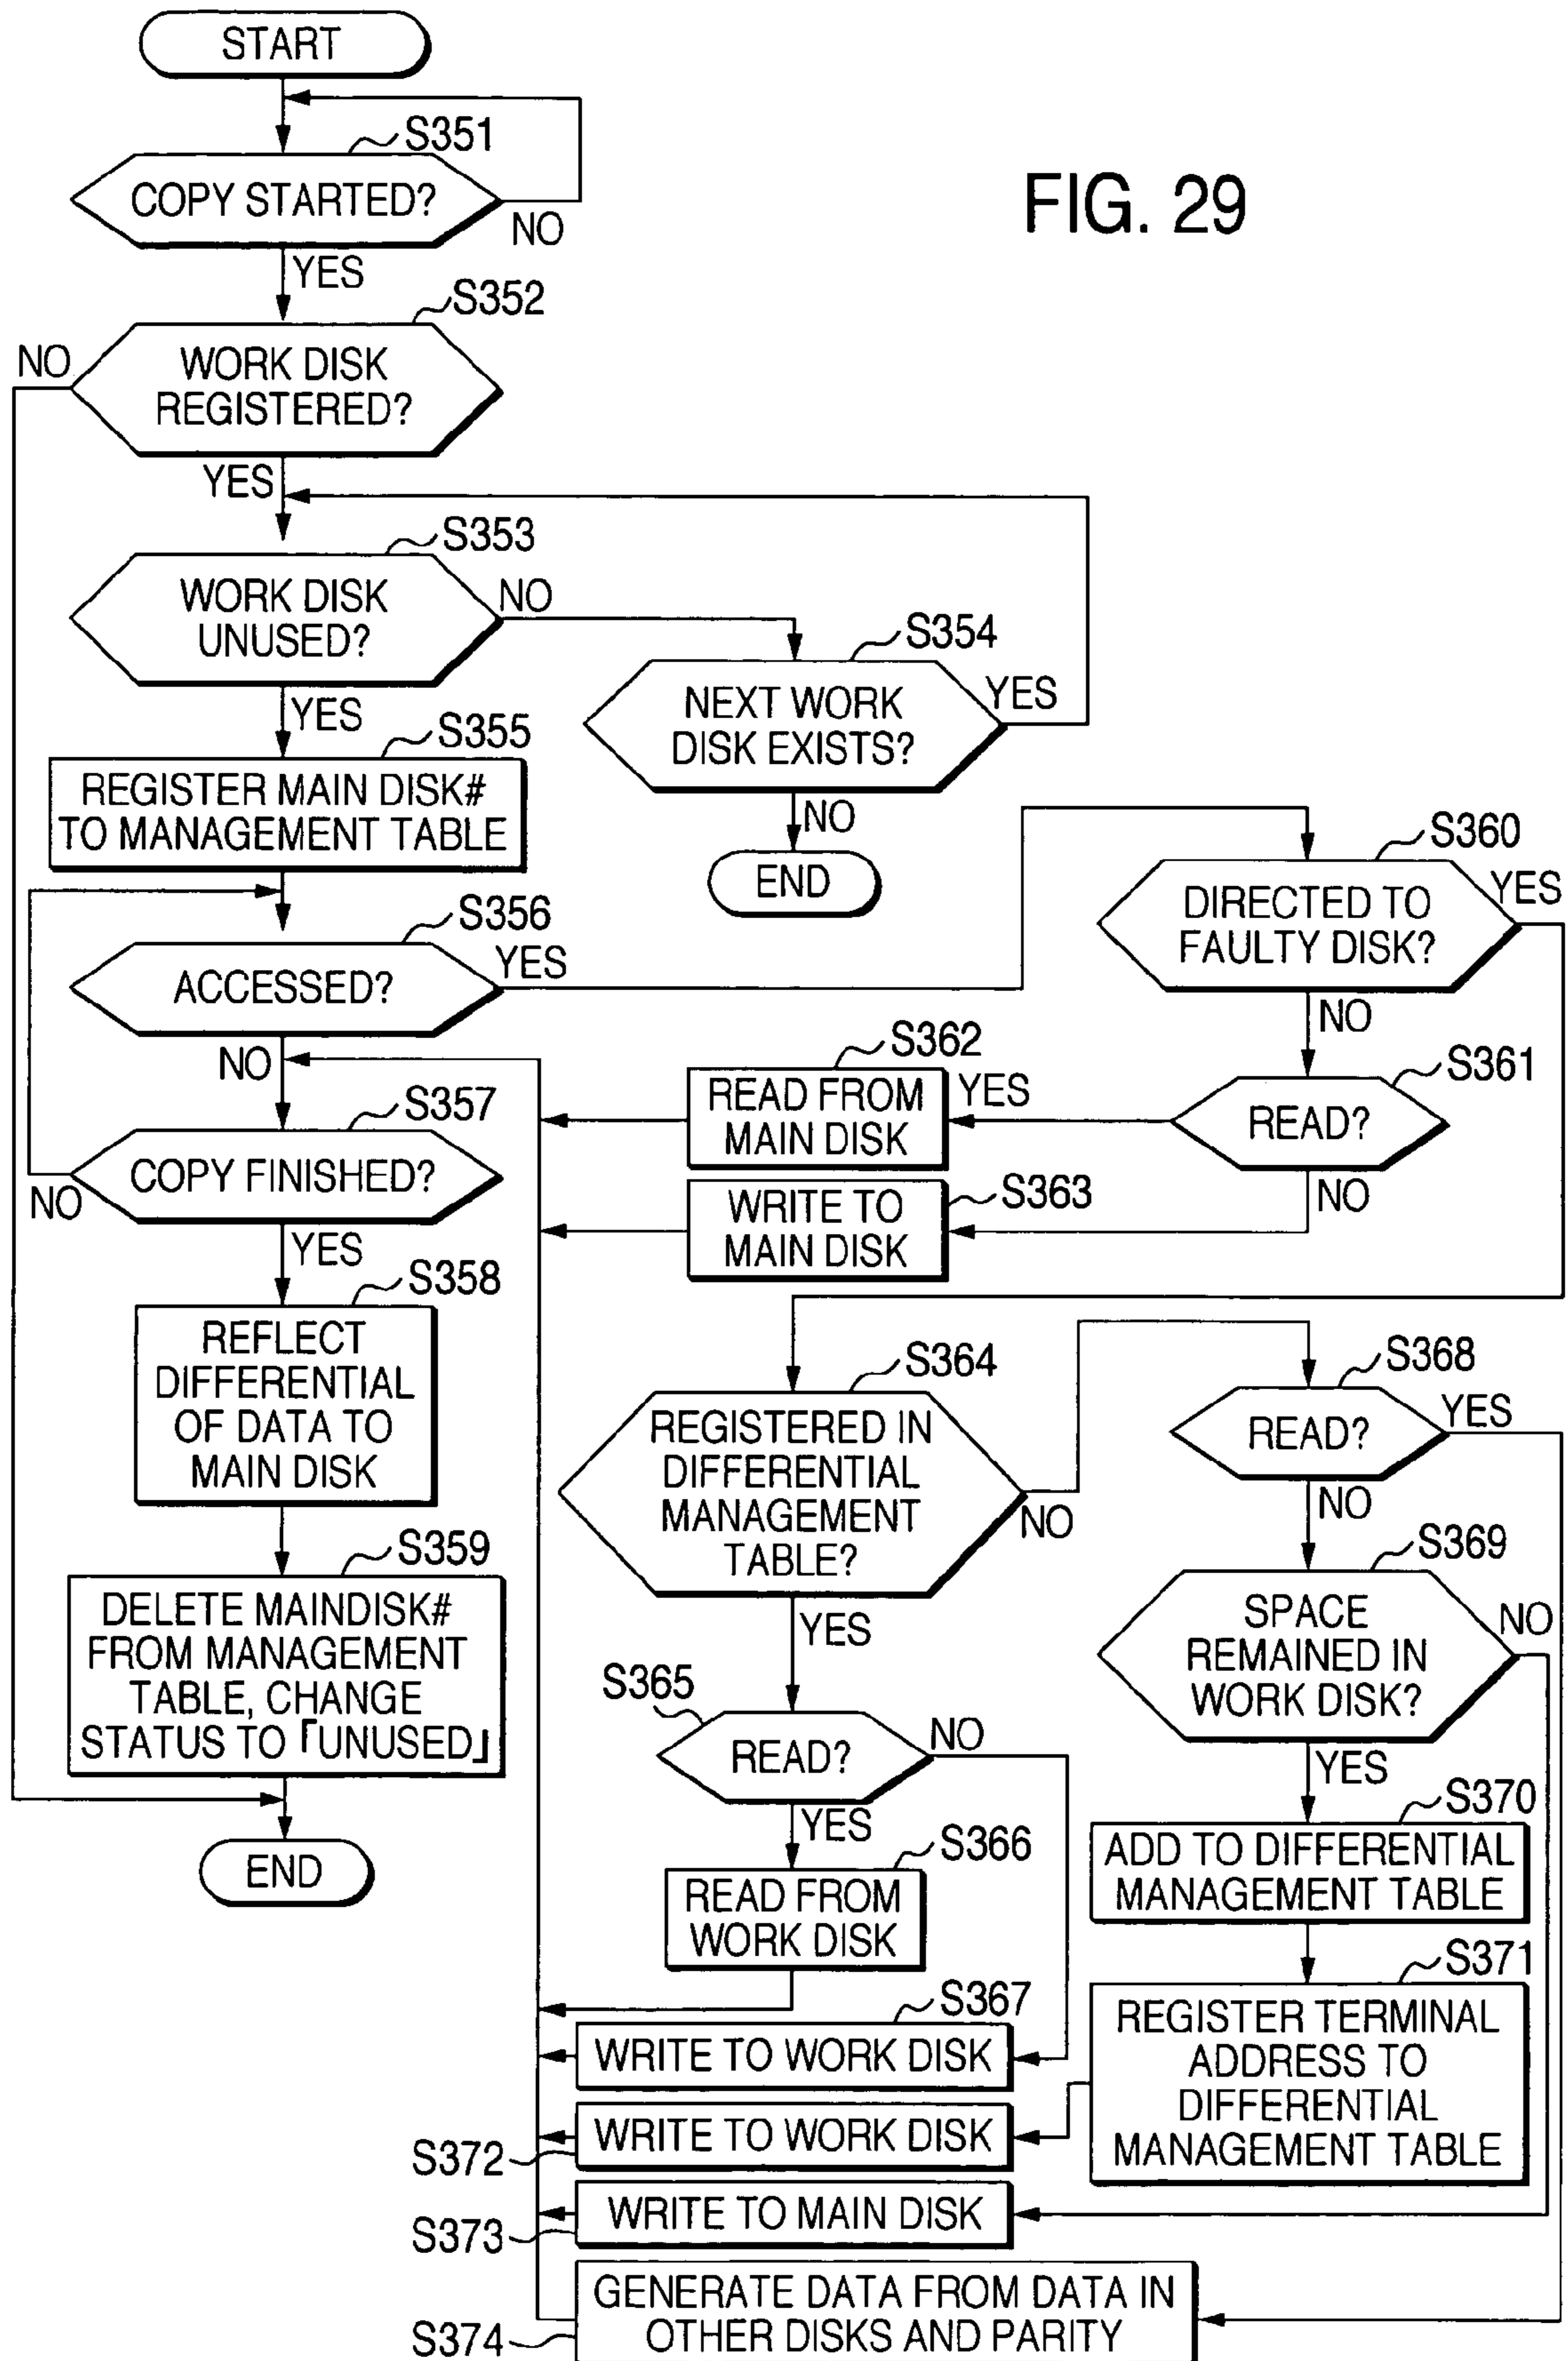 START
S351
COPY STARTED?
NO
YES
FIG. 29
S352
NO
WORK DISK
REGISTERED?
YES
S353
WORK DISK
UNUSED?
NO
S354
NEXT WORK
DISK EXISTS?
YES
NO
END
YES
S355
REGISTER MAIN DISK#
TO MANAGEMENT TABLE
S356
ACCESSED?
YES
NO
S360
DIRECTED TO
FAULTY DISK?
YES
NO
S361
READ?
YES
NO
S362
READ FROM
MAIN DISK
S363
WRITE TO
MAIN DISK
S357
COPY FINISHED?
NO
YES
S358
REFLECT
DIFFERENTIAL
OF DATA TO
MAIN DISK
S359
DELETE MAINDISK#
FROM MANAGEMENT
TABLE, CHANGE
STATUS TO「UNUSED」
END
S364
REGISTERED IN
DIFFERENTIAL
MANAGEMENT
TABLE?
NO
YES
S365
READ?
NO
YES
S366
READ FROM
WORK DISK
S367
WRITE TO WORK DISK
S368
READ?
YES
NO
S369
SPACE
REMAINED IN
WORK DISK?
NO
YES
S370
ADD TO DIFFERENTIAL
MANAGEMENT TABLE
S371
REGISTER TERMINAL
ADDRESS TO
DIFFERENTIAL
MANAGEMENT TABLE
S372
WRITE TO WORK DISK
S373
WRITE TO MAIN DISK
S374
GENERATE DATA FROM DATA IN
OTHER DISKS AND PARITY